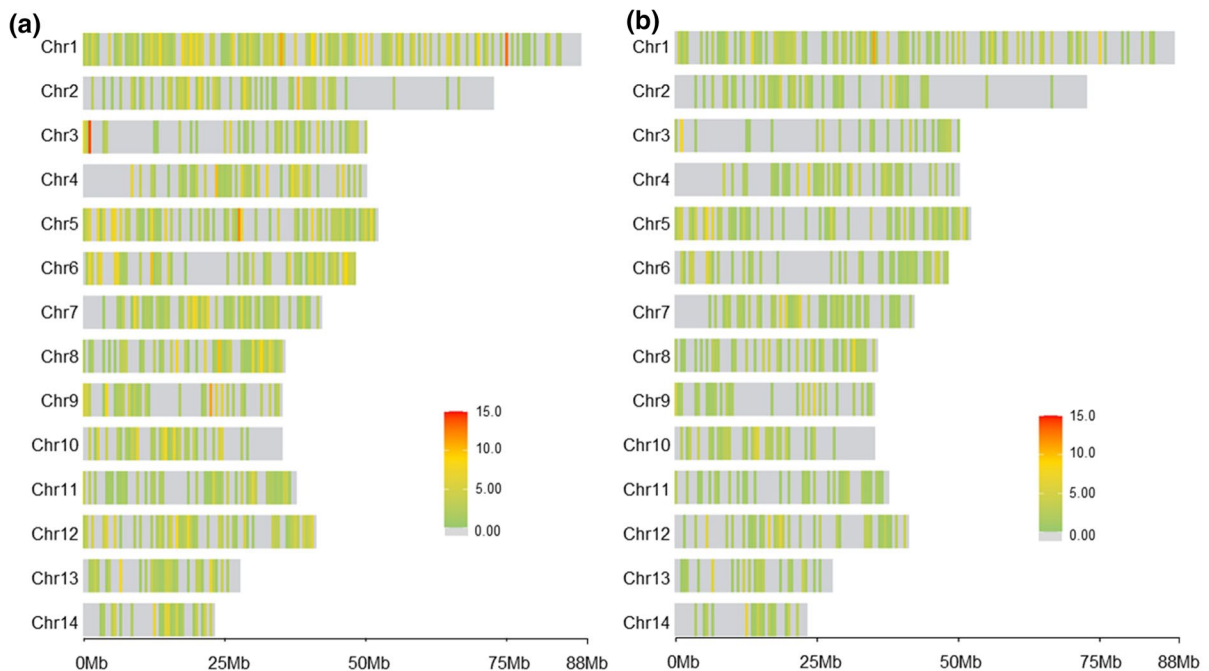 (a)
Chr1
Chr2
Chr3
Chr4
Chr5
Chr6
Chr7
Chr8
Chr9
Chr10
Chr11
Chr12
Chr13
Chr14
15.0
10.0
5.00
0.00
0Mb 25Mb 50Mb 75Mb 88Mb
(b)
Chr1
Chr2
Chr3
Chr4
Chr5
Chr6
Chr7
Chr8
Chr9
Chr10
Chr11
Chr12
Chr13
Chr14
15.0
10.0
5.00
0.00
0Mb 25Mb 50Mb 75Mb 88Mb